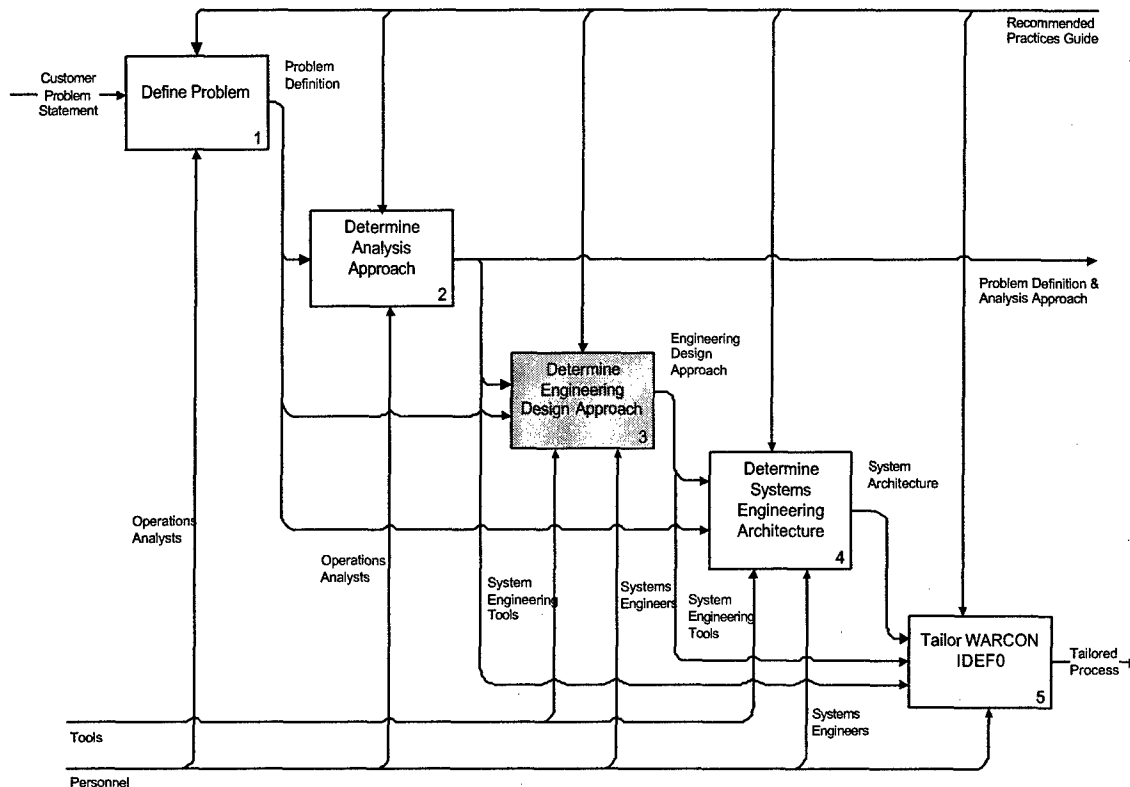 Recommended
Practices Guide
Customer
Problem
Statement
Define Problem
1
Problem
Definition
Determine
Analysis
Approach
2
Problem Definition &
Analysis Approach
Determine
Engineering
Design Approach
3
Engineering
Design
Approach
Determine
Systems
Engineering
Architecture
4
System
Architecture
Operations
Analysts
Operations
Analysts
System
Engineering
Tools
Systems
Engineers
System
Engineering
Tools
Tailor WARCON
IDEF0
5
Tailored
Process
Systems
Engineers
Tools
Personnel